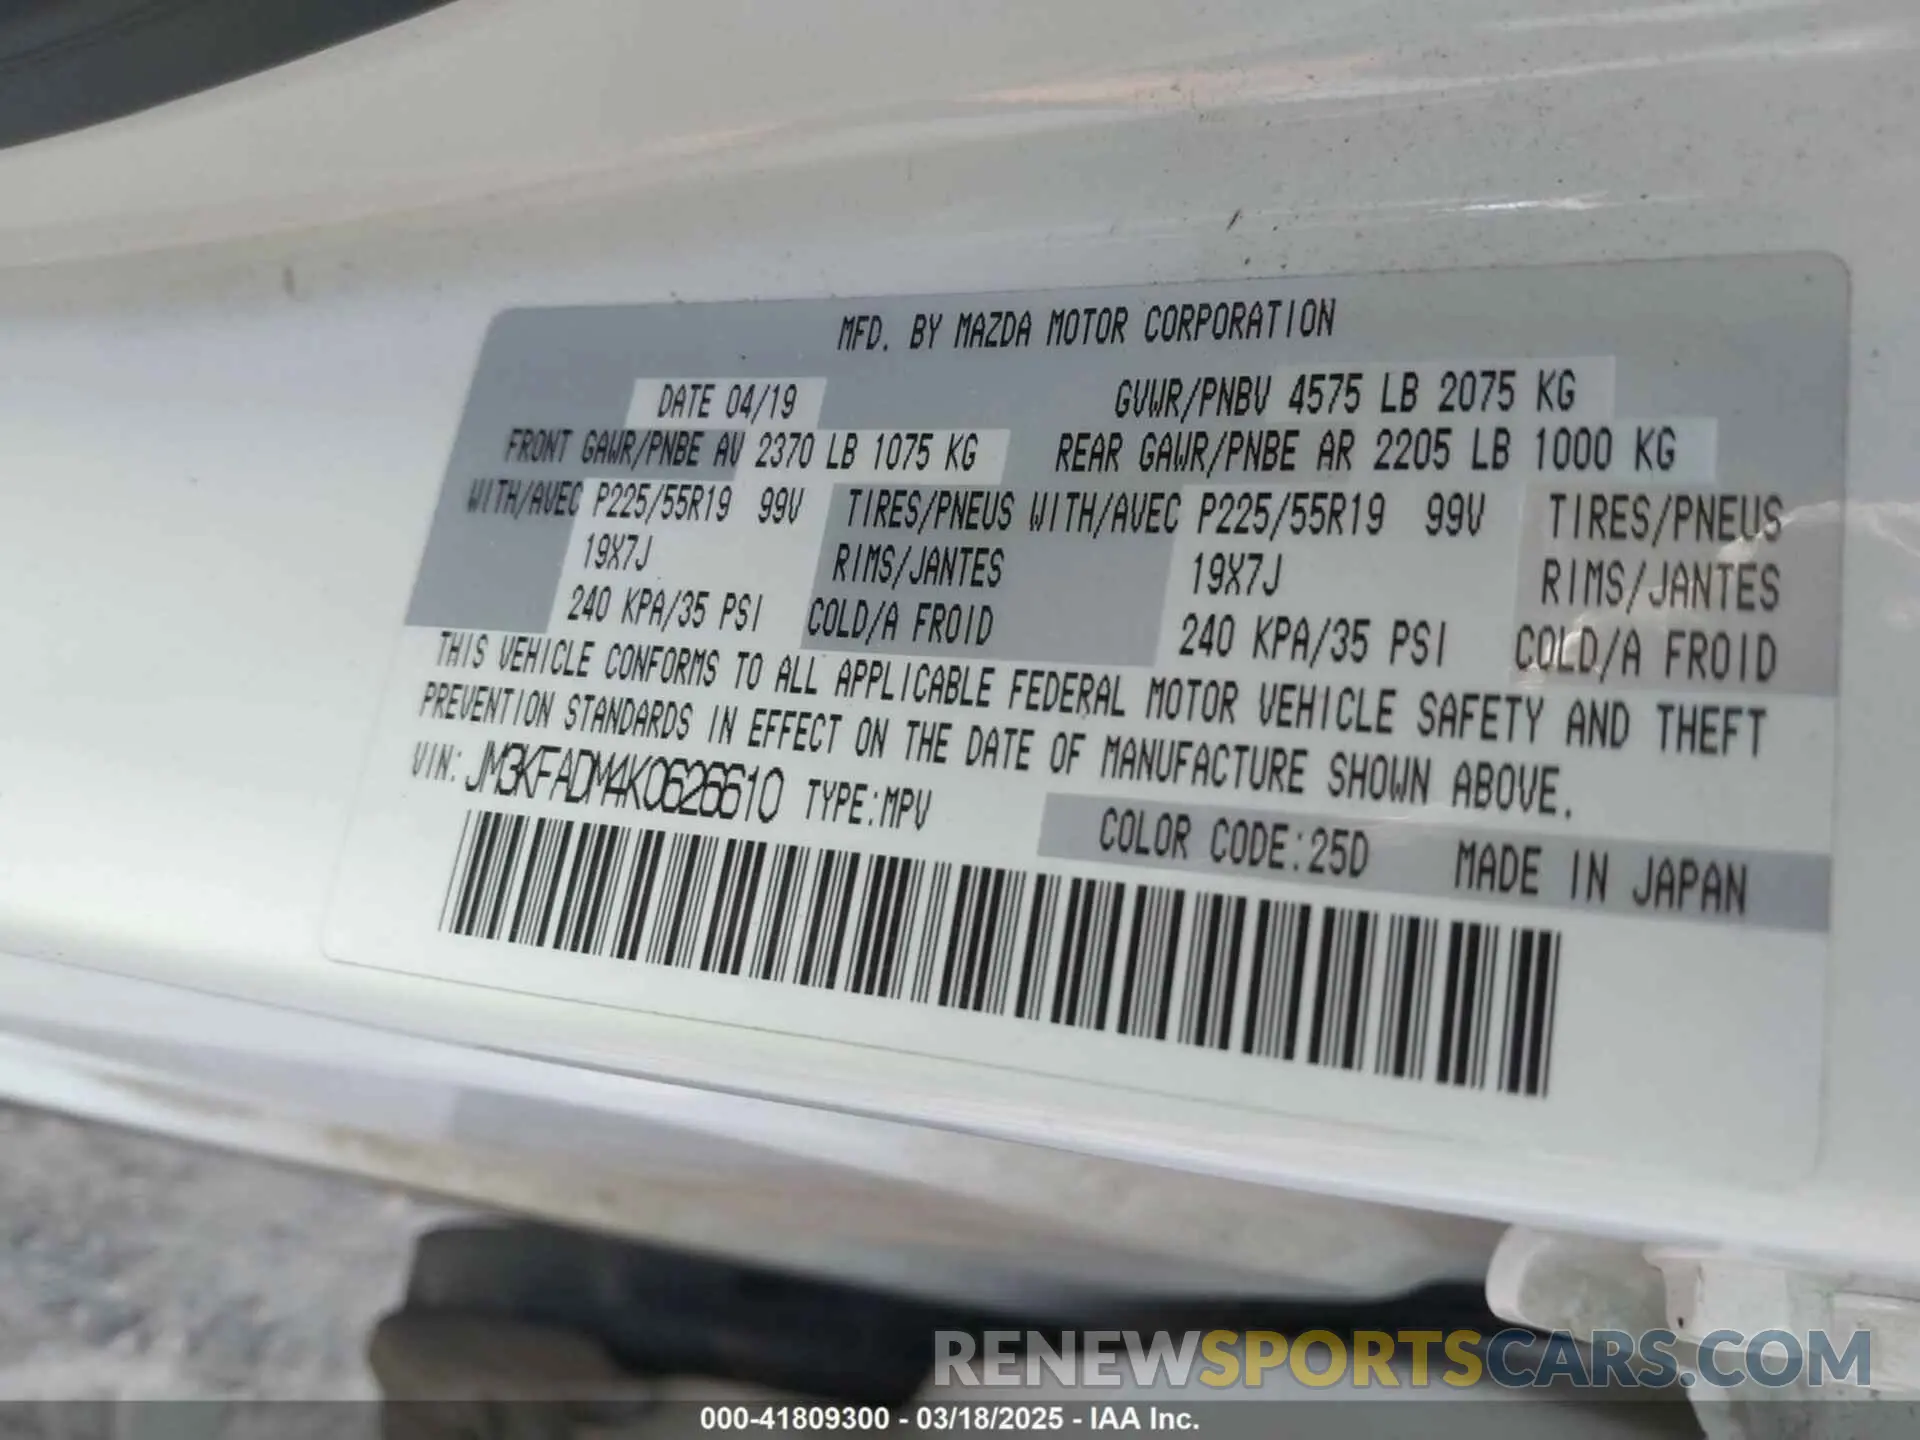 MFD. BY MAZDA MOTOR CORPORATION
DATE 04/19 GVWR/PNBV 4575 LB 2075 KG
FRONT GAWR/PNBE AV 2370 LB 1075 KG REAR GAWR/PNBE AR 2205 LB 1000 KG
WITH/AVEC P225/55R19 99V TIRES/PNEUS WITH/AVEC P225/55R19 99V TIRES/PNEUS
19X7J RIMS/JANTES 19X7J RIMS/JANTES
240 KPA/35 PSI COLD/A FROID 240 KPA/35 PSI COLD/A FROID
THIS VEHICLE CONFORMS TO ALL APPLICABLE FEDERAL MOTOR VEHICLE SAFETY AND THEFT
PREVENTION STANDARDS IN EFFECT ON THE DATE OF MANUFACTURE SHOWN ABOVE.
VIN: JM3KFADM4K0626610 TYPE:MPV
COLOR CODE:25D MADE IN JAPAN
RENEWSPORTSCARS.COM
000-41809300 - 03/18/2025 - IAA Inc.